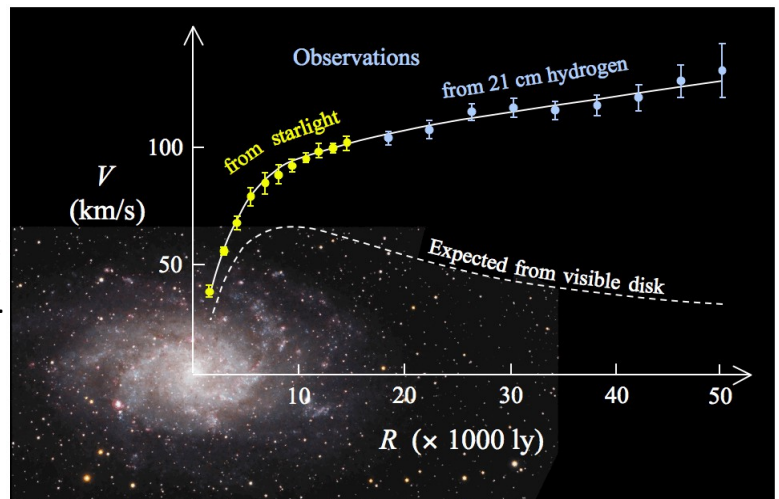 Observations
from starlight
from 21 cm hydrogen
100
V
(km/s)
50
Expected from visible disk
10
20
30
40
50
R (× 1000 ly)